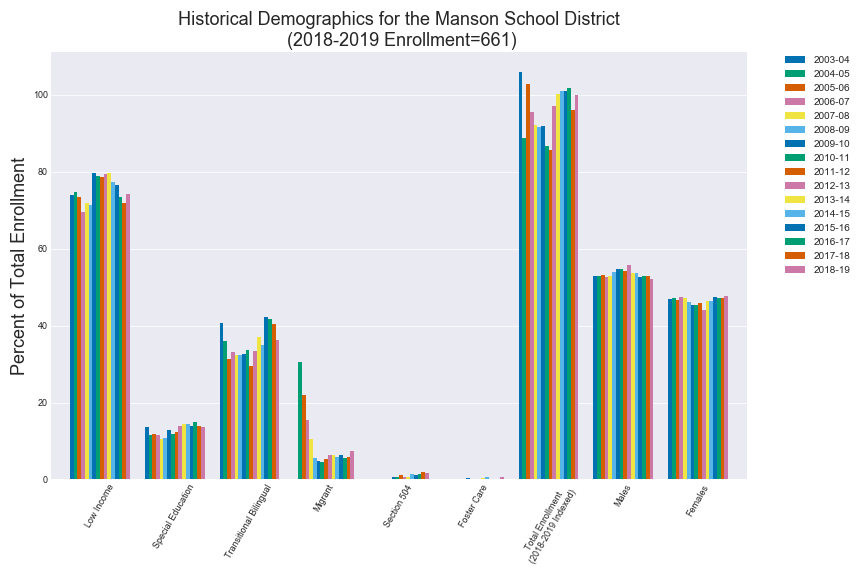 Historical Demographics for the Manson School District
(2018-2019 Enrollment=661)
Percent of Total Enrollment
100
80
60
40
20
0
Low Income
Special Education
Transitional Bilingual
Migrant
Section 504
Foster Care
Total Enrollment
(2018-2019 Indexed)
Males
Females
2003-04
2004-05
2005-06
2006-07
2007-08
2008-09
2009-10
2010-11
2011-12
2012-13
2013-14
2014-15
2015-16
2016-17
2017-18
2018-19